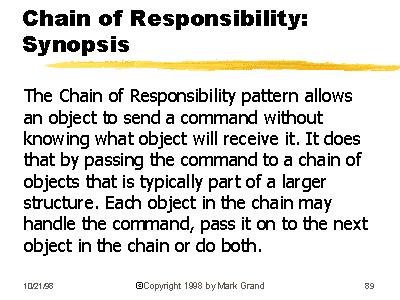 Chain of Responsibility:
Synopsis
The Chain of Responsibility pattern allows
an object to send a command without
knowing what object will receive it. It does
that by passing the command to a chain of
objects that is typically part of a larger
structure. Each object in the chain may
handle the command, pass it on to the next
object in the chain or do both.
10/21/98 ©Copyright 1998 by Mark Grand 89